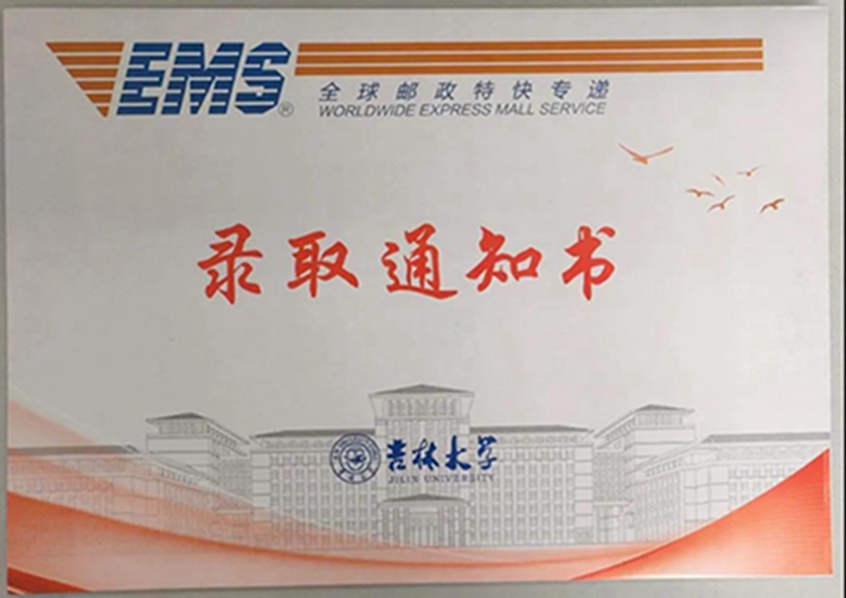 EMS®
全球邮政特快专递
WORLDWIDE EXPRESS MALL SERVICE
录取通知书
吉林大学
JILIN UNIVERSITY